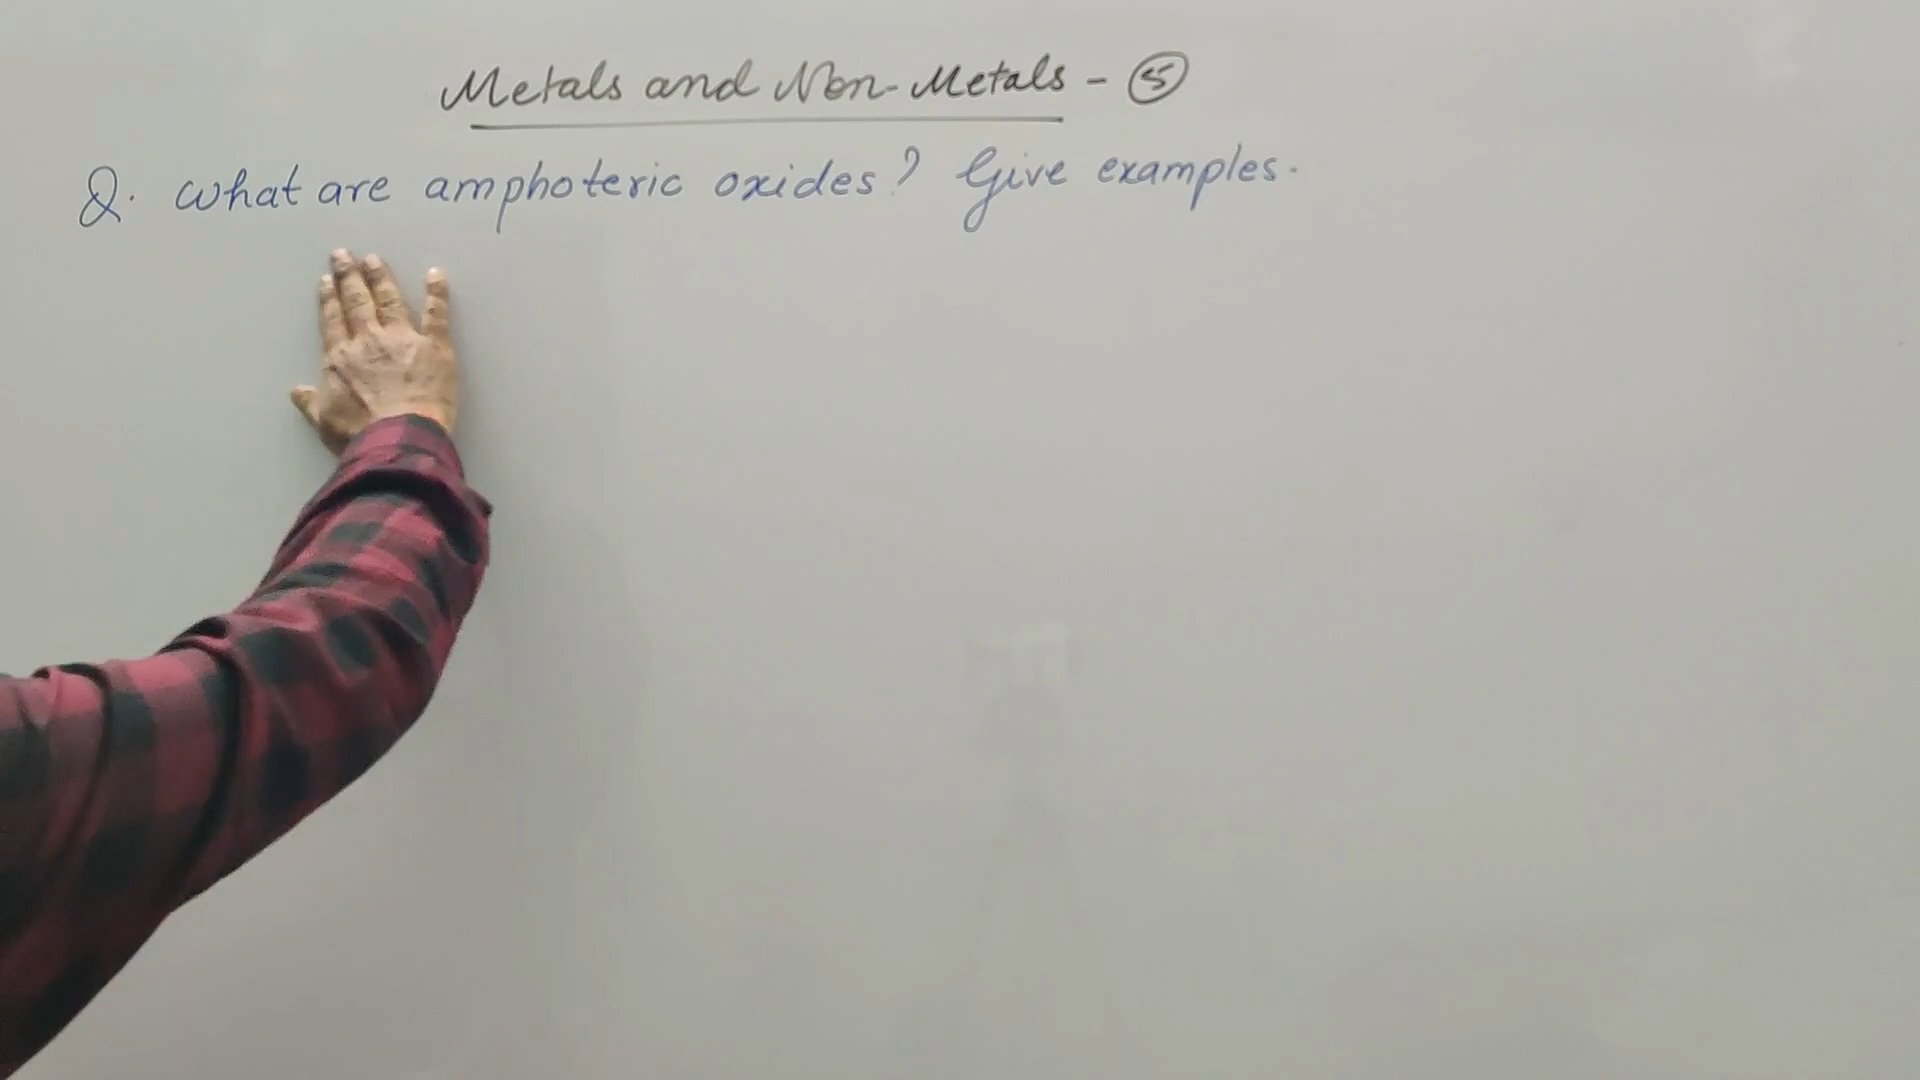 Metals and Non-Metals - ⑤
Q. What are amphoteric oxides? Give examples.